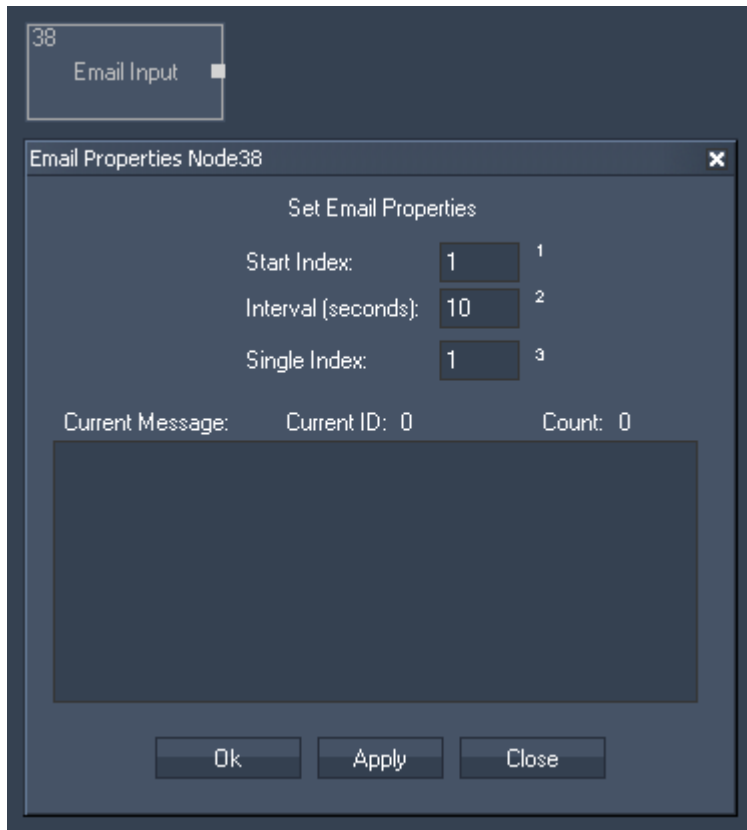 38
Email Input
Email Properties Node38
Set Email Properties
Start Index: 1 1
Interval (seconds): 10 2
Single Index: 1 3
Current Message: Current ID: 0 Count: 0
Ok Apply Close